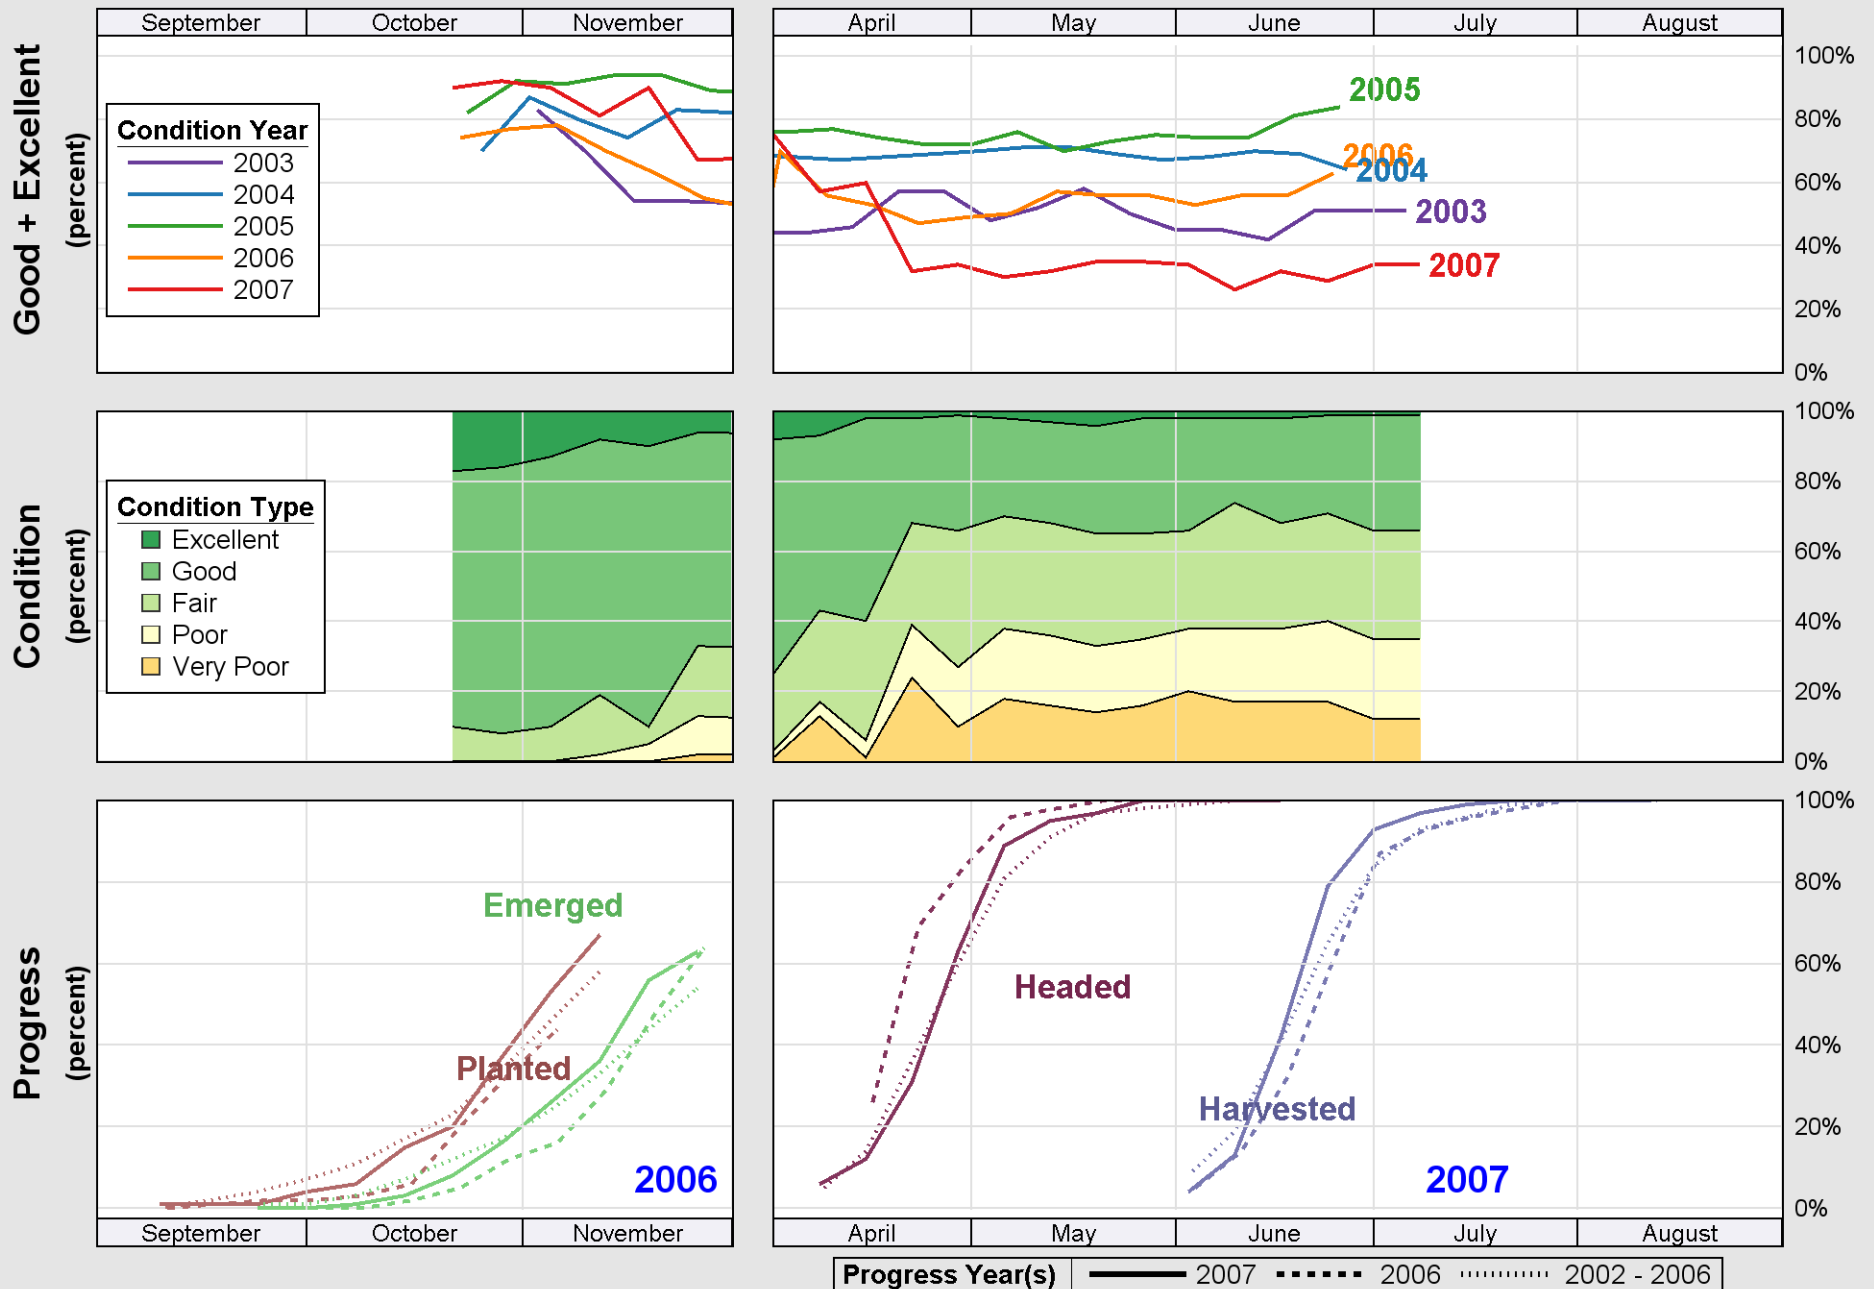 September October November April May June July August
Good + Excellent
(percent)
Condition Year
2003
2004
2005
2006
2007
2005
2006
2004
2003
2007
100%
80%
60%
40%
20%
0%
Condition
(percent)
Condition Type
Excellent
Good
Fair
Poor
Very Poor
100%
80%
60%
40%
20%
0%
Progress
(percent)
Emerged
Planted
2006
Headed
Harvested
2007
100%
80%
60%
40%
20%
0%
September October November April May June July August
Progress Year(s) 2007 2006 2002 - 2006